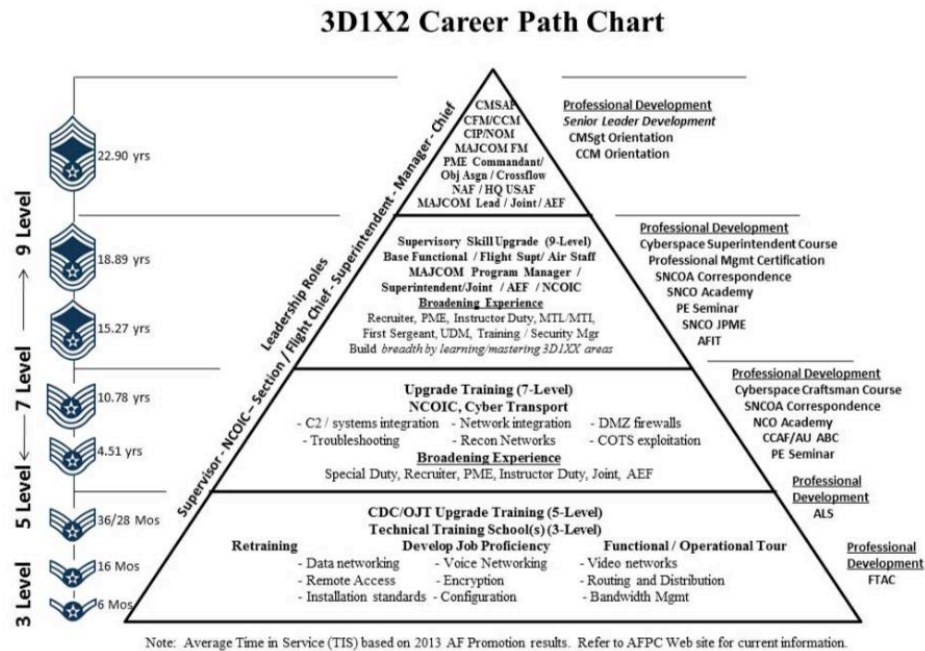 3D1X2 Career Path Chart
9 Level
7 Level
5 Level
3 Level
22.90 yrs
18.89 yrs
15.27 yrs
10.78 yrs
4.51 yrs
36/28 Mos
16 Mos
6 Mos
Leadership Roles
Supervisor - NCOIC – Section / Flight Chief - Superintendent - Manager - Chief
CMSAF
CFM/CCM
CIP/NOM
MAJCOM FM
PME Commandant/
Obj Asgn / Crossflow
NAF / HQ USAF
MAJCOM Lead / Joint / AEF
Professional Development
Senior Leader Development
CMSgt Orientation
CCM Orientation
Supervisory Skill Upgrade (9-Level)
Base Functional / Flight Supt/ Air Staff
MAJCOM Program Manager /
Superintendent/Joint / AEF / NCOIC
Broadening Experience
Recruiter, PME, Instructor Duty, MTL/MTI,
First Sergeant, UDM, Training / Security Mgr
Build breadth by learning/mastering 3D1XX areas
Professional Development
Cyberspace Superintendent Course
Professional Mgmt Certification
SNCOA Correspondence
SNCO Academy
PE Seminar
SNCO JPME
AFIT
Upgrade Training (7-Level)
NCOIC, Cyber Transport
- C2 / systems integration - Network integration - DMZ firewalls
- Troubleshooting - Recon Networks - COTS exploitation
Broadening Experience
Special Duty, Recruiter, PME, Instructor Duty, Joint, AEF
Professional Development
Cyberspace Craftsman Course
SNCOA Correspondence
NCO Academy
CCAF/AU ABC
PE Seminar
Professional
Development
ALS
CDC/OJT Upgrade Training (5-Level)
Technical Training School(s) (3-Level)
Retraining Develop Job Proficiency Functional / Operational Tour
- Data networking - Voice Networking - Video networks
- Remote Access - Encryption - Routing and Distribution
- Installation standards - Configuration - Bandwidth Mgmt
Professional
Development
FTAC
Note: Average Time in Service (TIS) based on 2013 AF Promotion results. Refer to AFPC Web site for current information.